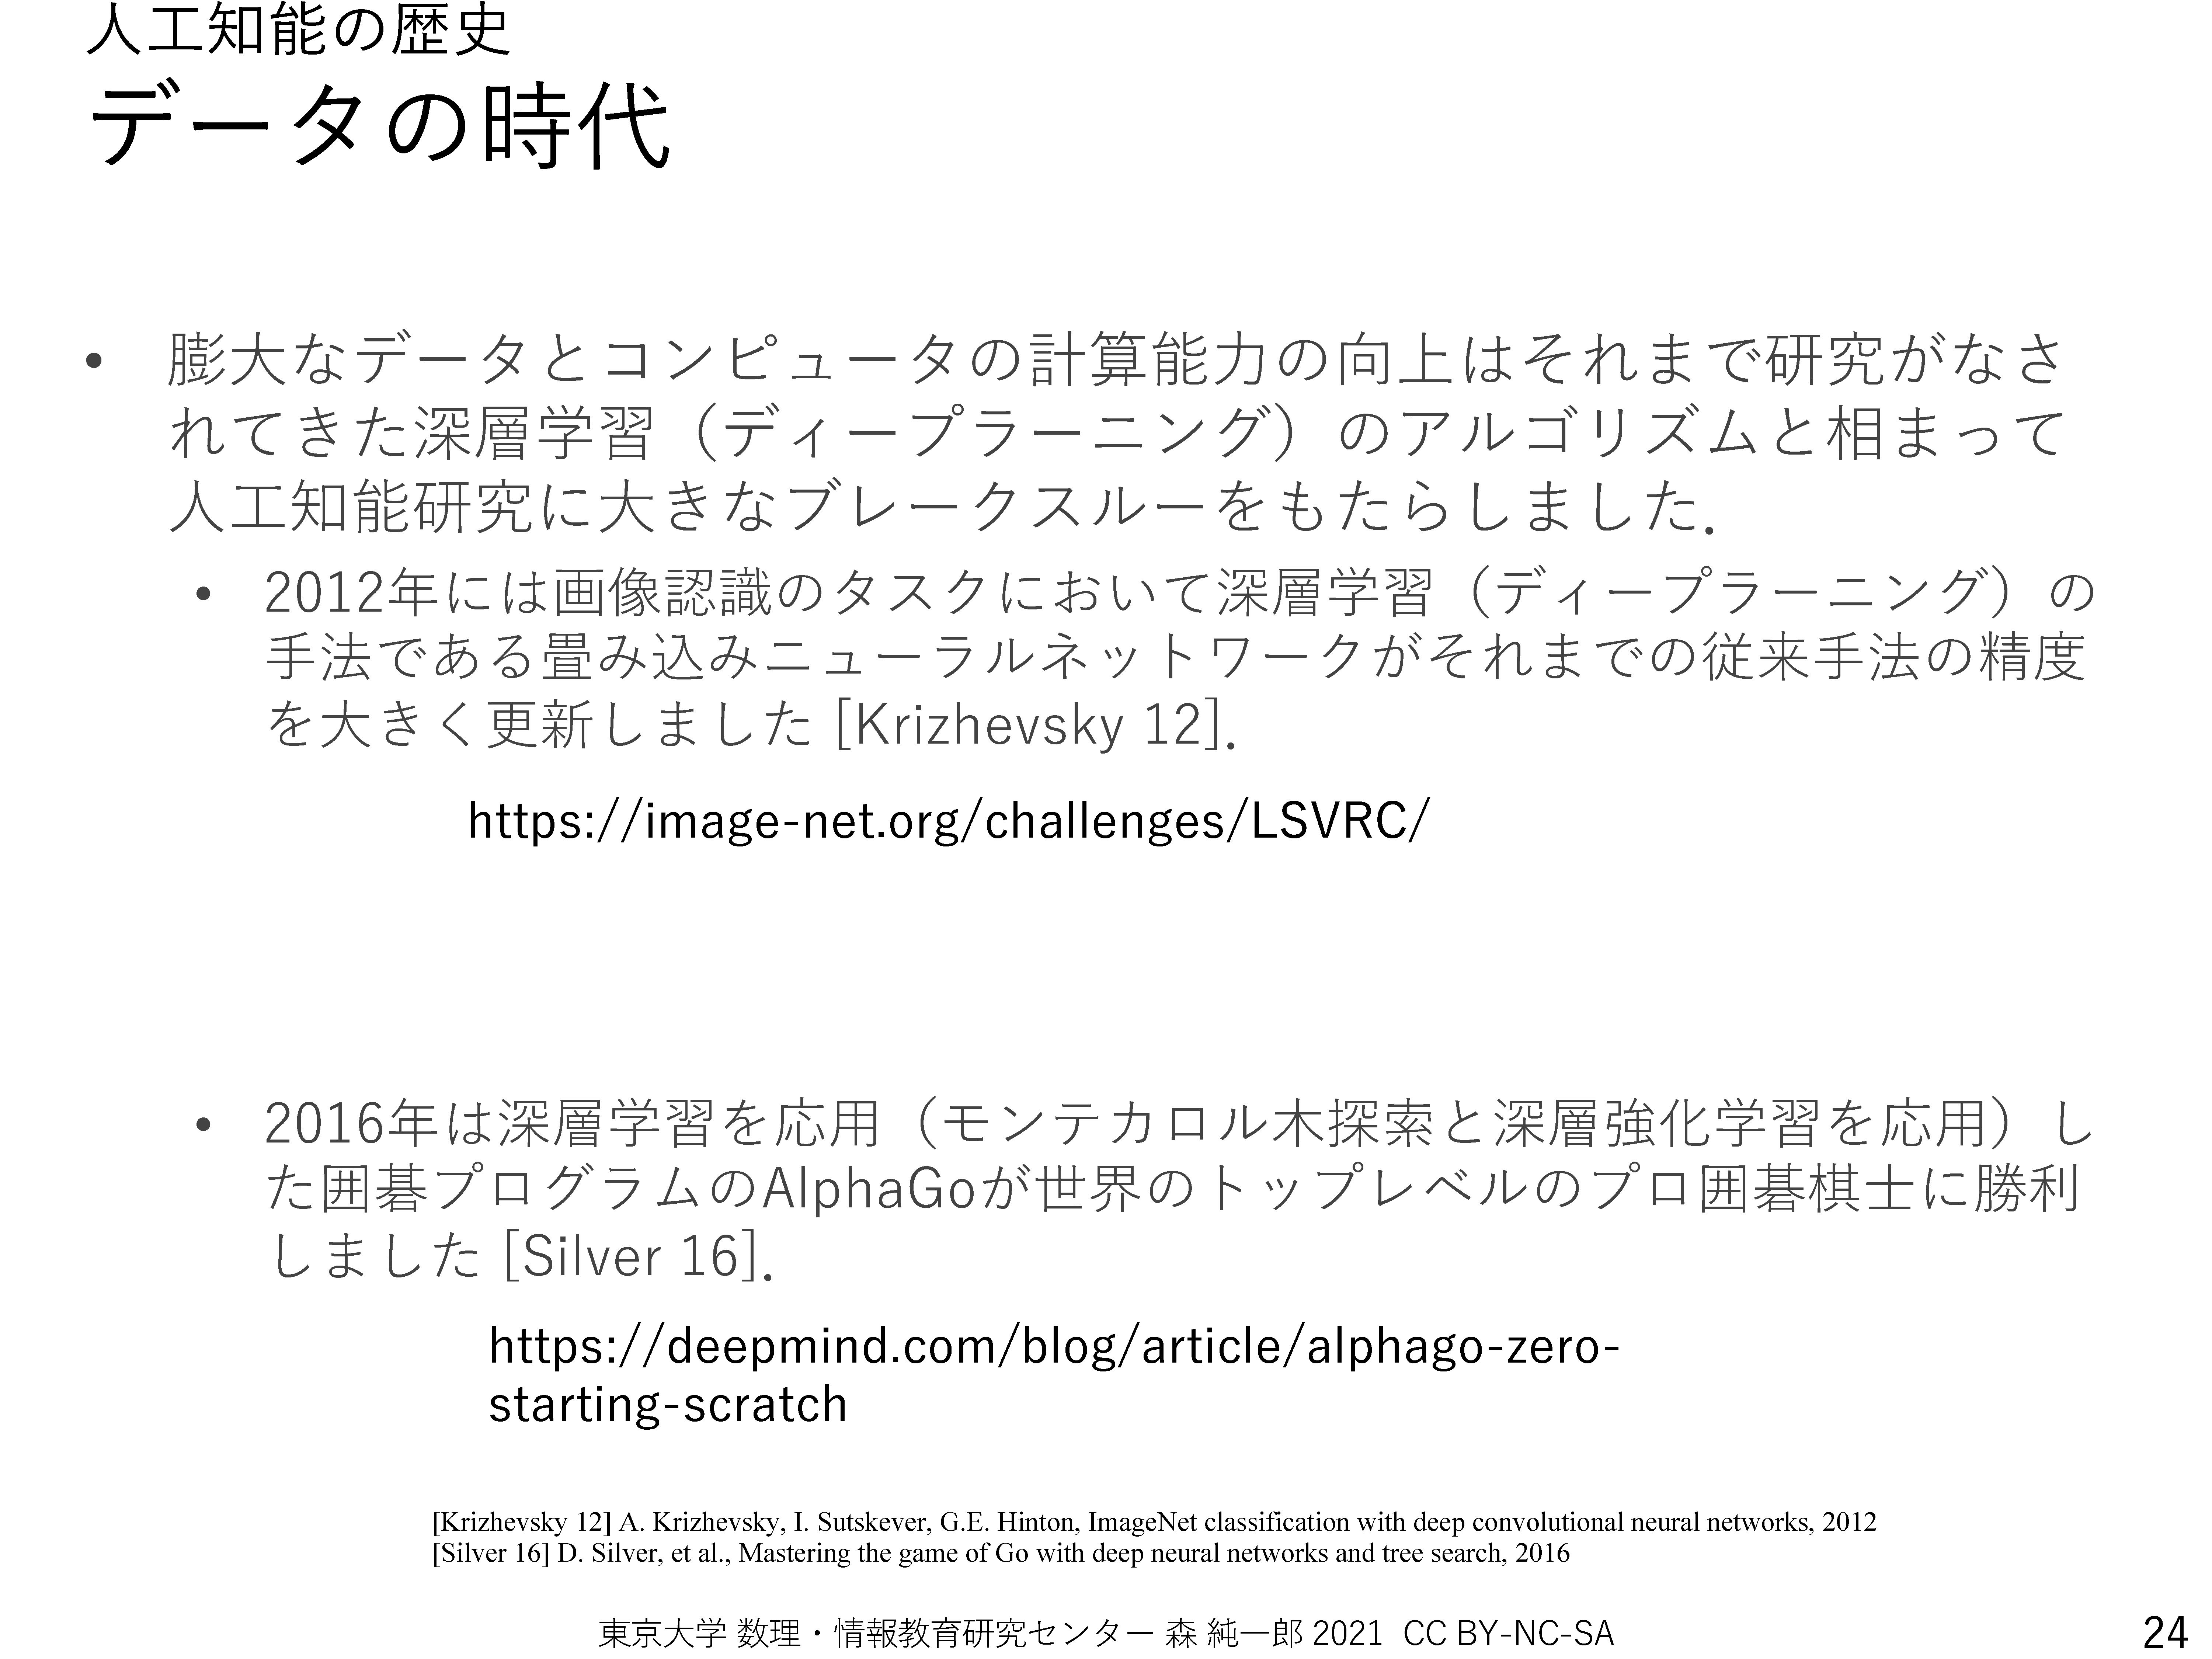 人工知能の歴史
データの時代
• 膨大なデータとコンピュータの計算能力の向上はそれまで研究がなさ
れてきた深層学習（ディープラーニング）のアルゴリズムと相まって
人工知能研究に大きなブレークスルーをもたらしました．
• 2012年には画像認識のタスクにおいて深層学習（ディープラーニング）の
手法である畳み込みニューラルネットワークがそれまでの従来手法の精度
を大きく更新しました [Krizhevsky 12]．
https://image-net.org/challenges/LSVRC/
• 2016年は深層学習を応用（モンテカロル木探索と深層強化学習を応用）し
た囲碁プログラムのAlphaGoが世界のトップレベルのプロ囲碁棋士に勝利
しました [Silver 16]．
https://deepmind.com/blog/article/alphago-zero-
starting-scratch
[Krizhevsky 12] A. Krizhevsky, I. Sutskever, G.E. Hinton, ImageNet classification with deep convolutional neural networks, 2012
[Silver 16] D. Silver, et al., Mastering the game of Go with deep neural networks and tree search, 2016
東京大学 数理・情報教育研究センター 森 純一郎 2021 CC BY-NC-SA
24